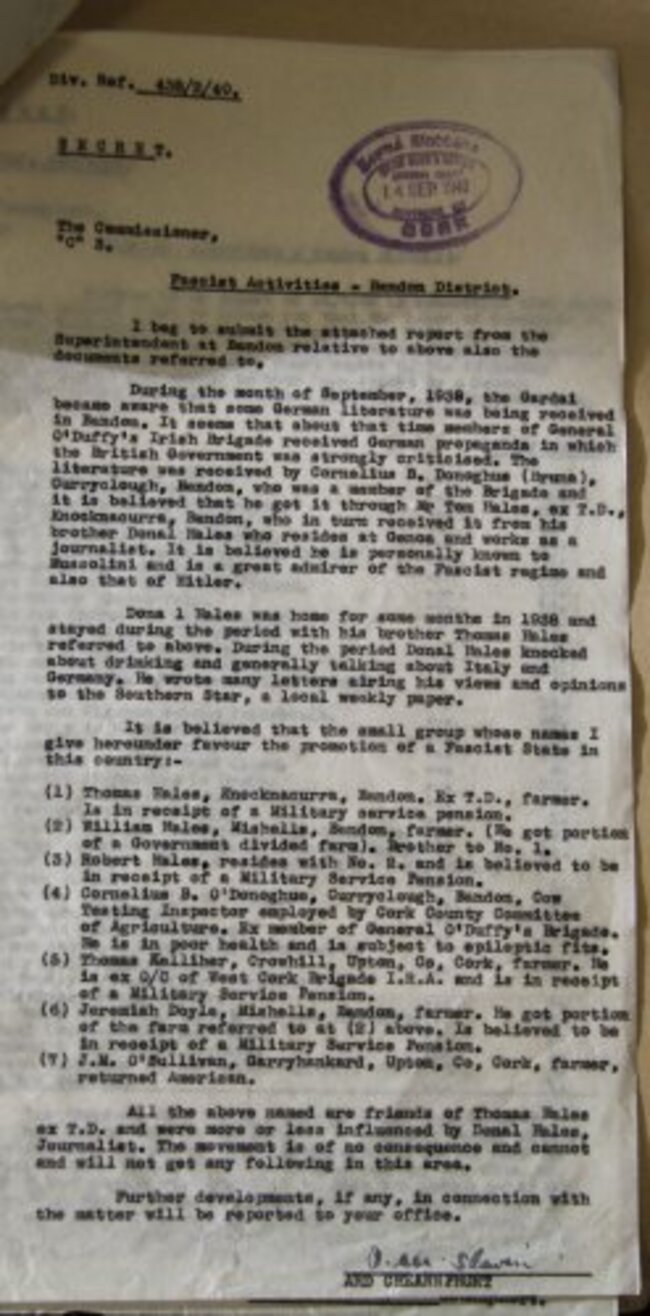 Div. Ref. 438/2/40.
SECRET.
14 SEP 1940
CORK
The Commissioner,
"C" 3.
Fascist Activities - Bandon District.
I beg to submit the attached report from the
Superintendent at Bandon relative to above also the
documents referred to.
During the month of September, 1938, the Gardai
became aware that some German literature was being received
in Bandon. It seems that about that time members of General
O'Duffy's Irish Brigade received German propaganda in which
the British Government was strongly criticised. The
literature was received by Cornelius B. Donoghue (Bruna),
Curryclough, Bandon, who was a member of the Brigade and
it is believed that he got it through Mr Tom Hales, ex T.D.,
Knocknacurra, Bandon, who in turn received it from his
brother Donal Hales who resides at Genoa and works as a
journalist. It is believed he is personally known to
Mussolini and is a great admirer of the Fascist regime and
also that of Hitler.
Dona l Hales was home for some months in 1938 and
stayed during the period with his brother Thomas Hales
referred to above. During the period Donal Hales knocked
about drinking and generally talking about Italy and
Germany. He wrote many letters airing his views and opinions
to the Southern Star, a local weekly paper.
It is believed that the small group whose names I
give hereunder favour the promotion of a Fascist State in
this country:-
(1) Thomas Hales, Knocknacurra, Bandon. Ex T.D., farmer.
Is in receipt of a Military service pension.
(2) William Hales, Mishells, Bandon, farmer. (He got portion
of a Government divided farm). Brother to No. 1.
(3) Robert Hales, resides with No. 2. and is believed to be
in receipt of a Military Service Pension.
(4) Cornelius B. O'Donoghue, Curryclough, Bandon, Cow
Testing Inspector employed by Cork County Committee
of Agriculture. Ex member of General O'Duffy's Brigade.
He is in poor health and is subject to epileptic fits.
(5) Thomas Kelliher, Crowhill, Upton, Co, Cork, farmer. He
is ex O/C of West Cork Brigade I.R.A. and is in receipt
of a Military Service Pension.
(6) Jeremiah Doyle, Mishells, Bandon, farmer. He got portion
of the farm referred to at (2) above. Is believed to be
in receipt of a Military Service Pension.
(7) J.M. O'Sullivan, Garryhankard, Upton, Co, Cork, farmer,
returned American.
All the above named are friends of Thomas Hales
ex T.D. and were more or less influenced by Donal Hales,
Journalist. The movement is of no consequence and cannot
and will not get any following in this area.
Further developments, if any, in connection with
the matter will be reported to your office.
ARD CHEANNPHORT